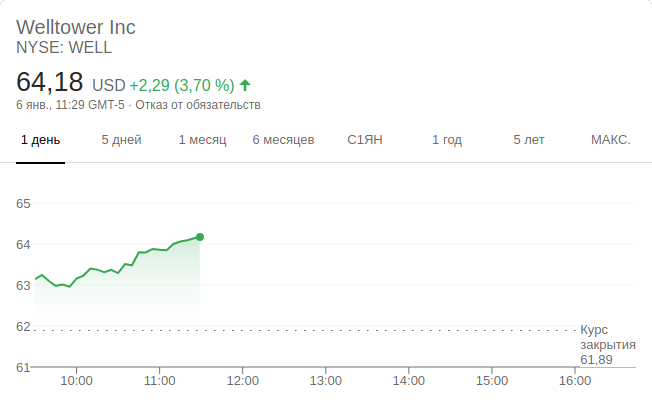 Welltower Inc
NYSE: WELL
64,18 USD +2,29 (3,70 %)
6 янв., 11:29 GMT-5 · Отказ от обязательств
1 день 5 дней 1 месяц 6 месяцев С1ЯН 1 год 5 лет МАКС.
65
64
63
62
Курс
закрытия
61,89
61
10:00 11:00 12:00 13:00 14:00 15:00 16:00